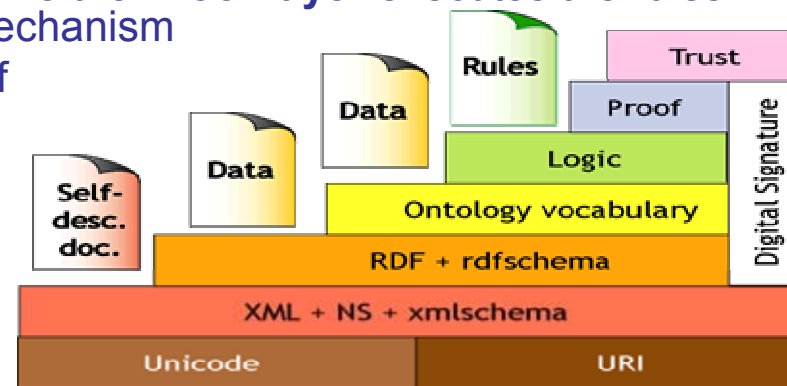 echanism
f
Rules
Trust
Data
Proof
Data
Logic
Self-
desc.
doc.
Ontology vocabulary
Digital Signature
RDF + rdfschema
XML + NS + xmlschema
Unicode
URI